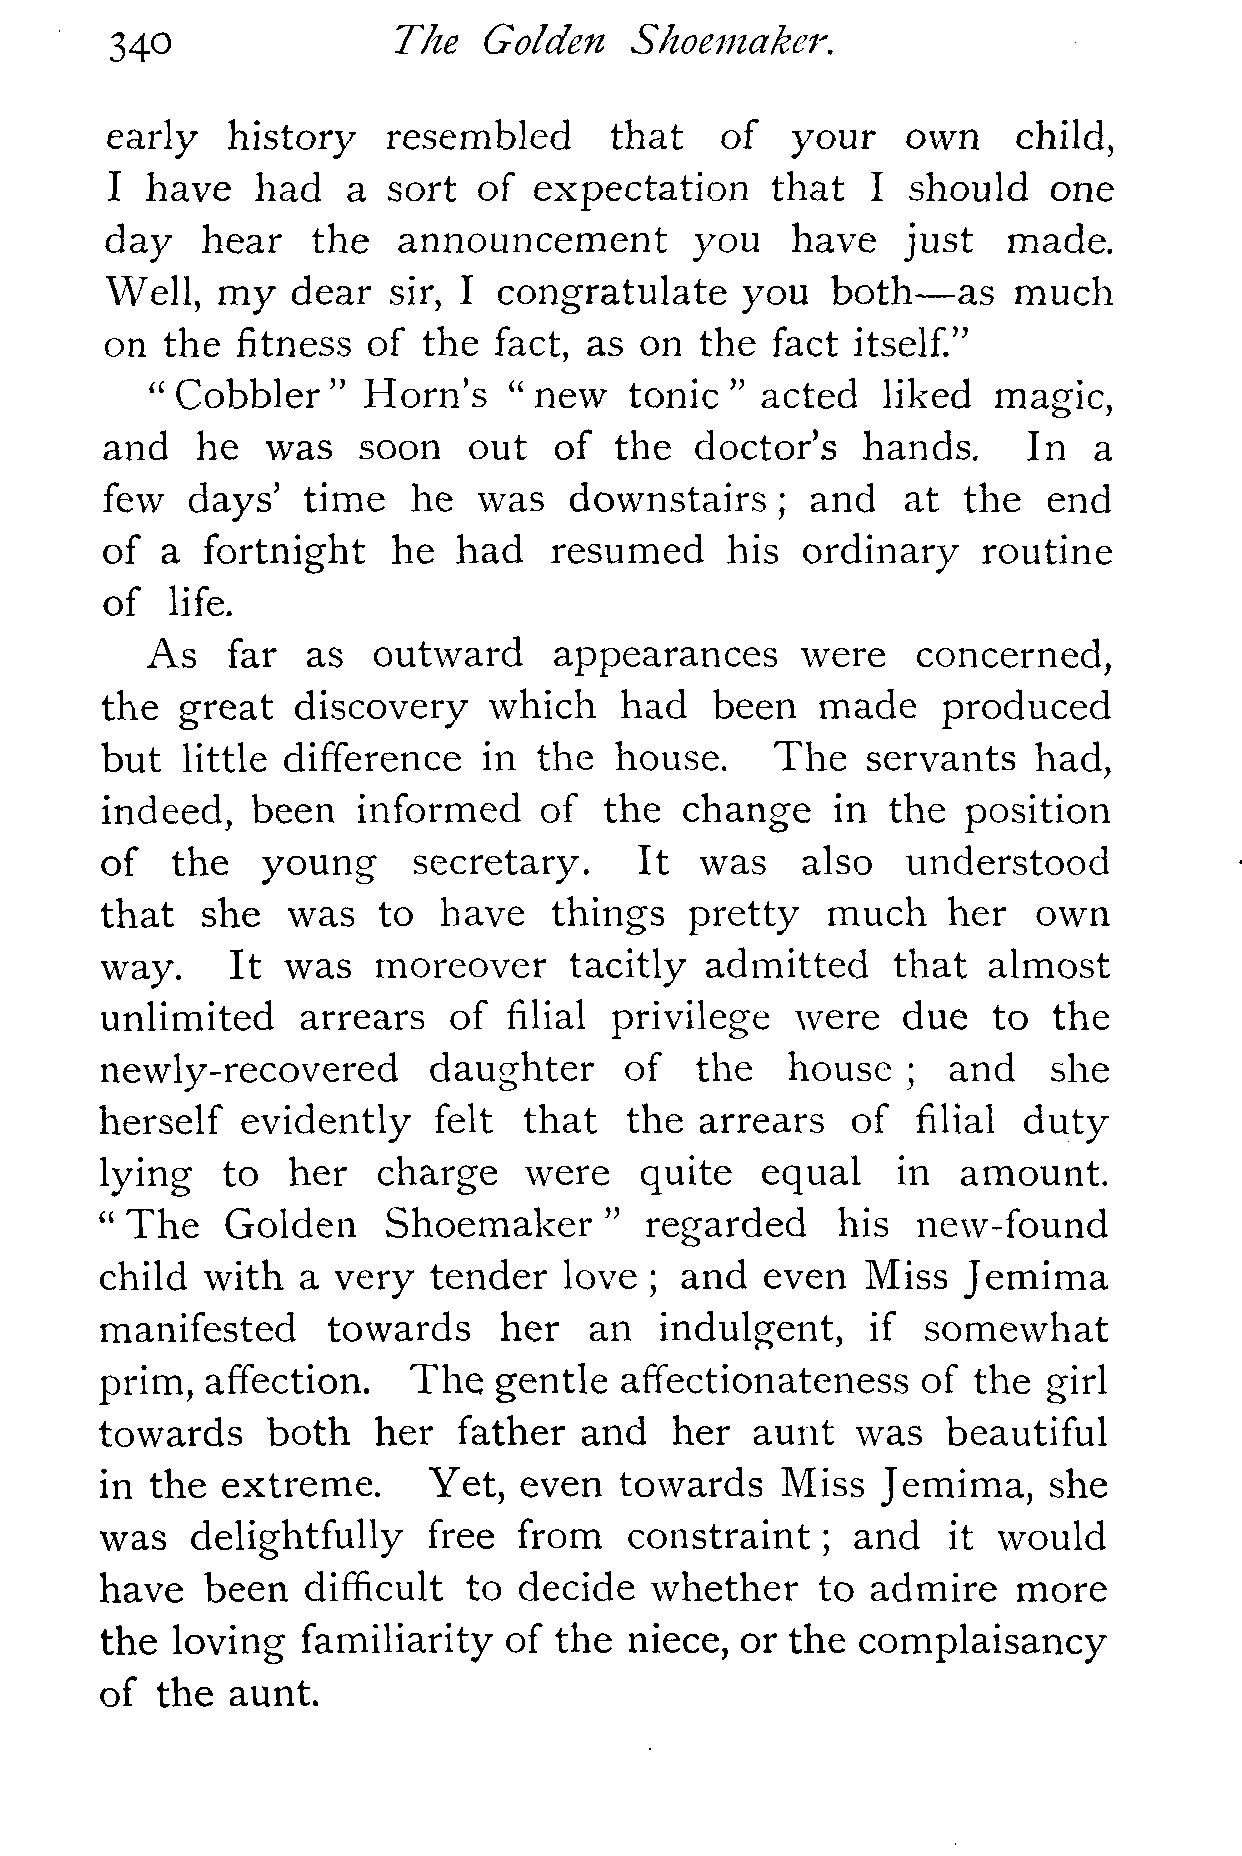 340 The Golden Shoemaker.
early history resembled that of your own child,
I have had a sort of expectation that I should one
day hear the announcement you have just made.
Well, my dear sir, I congratulate you both—as much
on the fitness of the fact, as on the fact itself.”
“ Cobbler ” Horn's “ new tonic ” acted liked magic,
and he was soon out of the doctor's hands. In a
few days' time he was downstairs ; and at the end
of a fortnight he had resumed his ordinary routine
of life.
As far as outward appearances were concerned,
the great discovery which had been made produced
but little difference in the house. The servants had,
indeed, been informed of the change in the position
of the young secretary. It was also understood
that she was to have things pretty much her own
way. It was moreover tacitly admitted that almost
unlimited arrears of filial privilege were due to the
newly-recovered daughter of the house ; and she
herself evidently felt that the arrears of filial duty
lying to her charge were quite equal in amount.
“ The Golden Shoemaker ” regarded his new-found
child with a very tender love ; and even Miss Jemima
manifested towards her an indulgent, if somewhat
prim, affection. The gentle affectionateness of the girl
towards both her father and her aunt was beautiful
in the extreme. Yet, even towards Miss Jemima, she
was delightfully free from constraint ; and it would
have been difficult to decide whether to admire more
the loving familiarity of the niece, or the complaisancy
of the aunt.